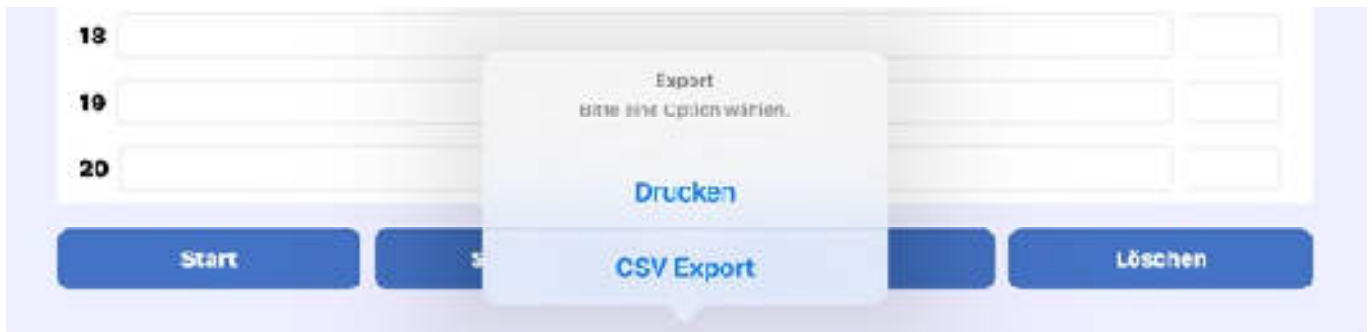 18
19
20
Export
Bitte eine Option wählen.
Drucken
CSV Export
Start
S
Löschen